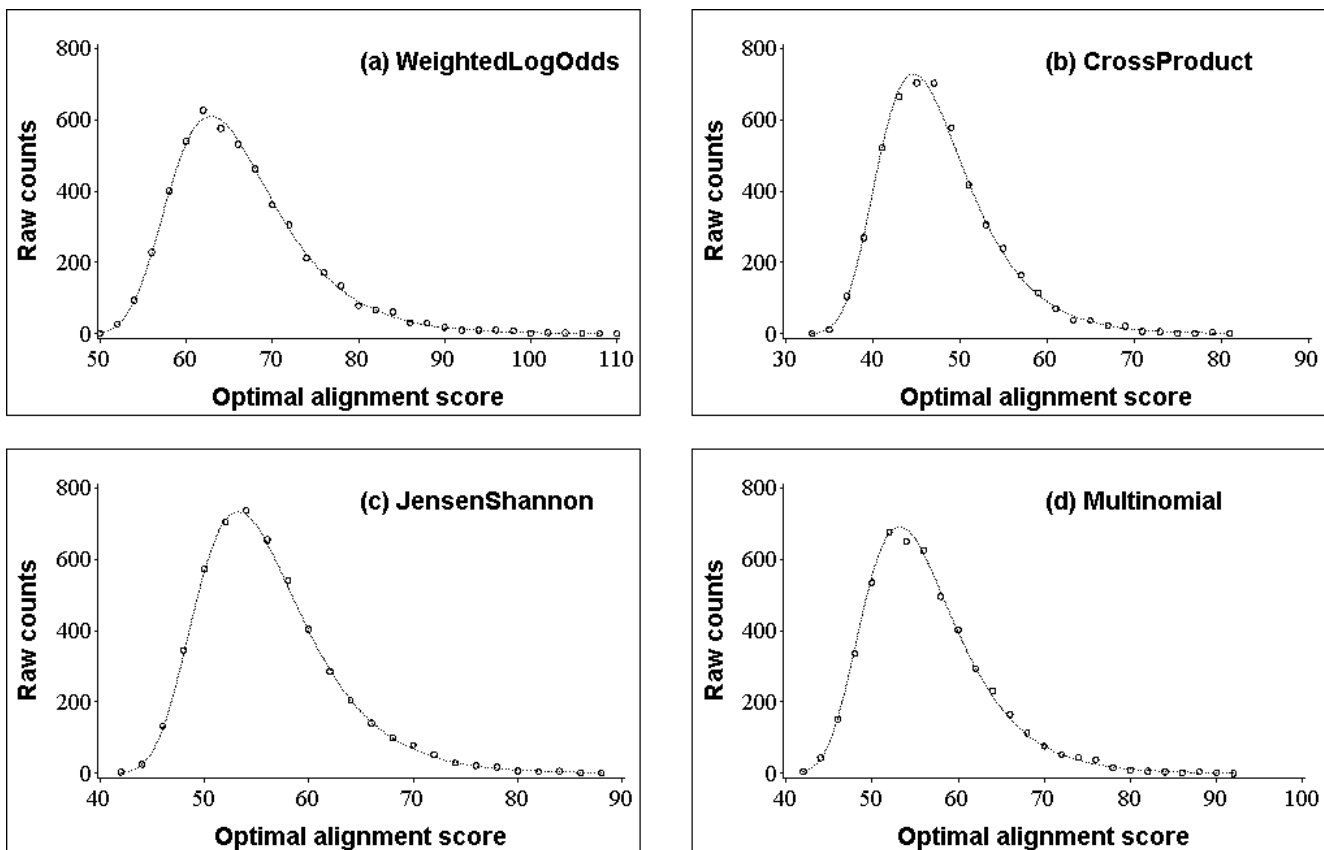 (a) WeightedLogOdds
Raw counts
800
600
400
200
0
50 60 70 80 90 100 110
Optimal alignment score
(b) CrossProduct
Raw counts
800
600
400
200
0
30 40 50 60 70 80 90
Optimal alignment score
(c) JensenShannon
Raw counts
800
600
400
200
0
40 50 60 70 80 90
Optimal alignment score
(d) Multinomial
Raw counts
800
600
400
200
0
40 50 60 70 80 90 100
Optimal alignment score